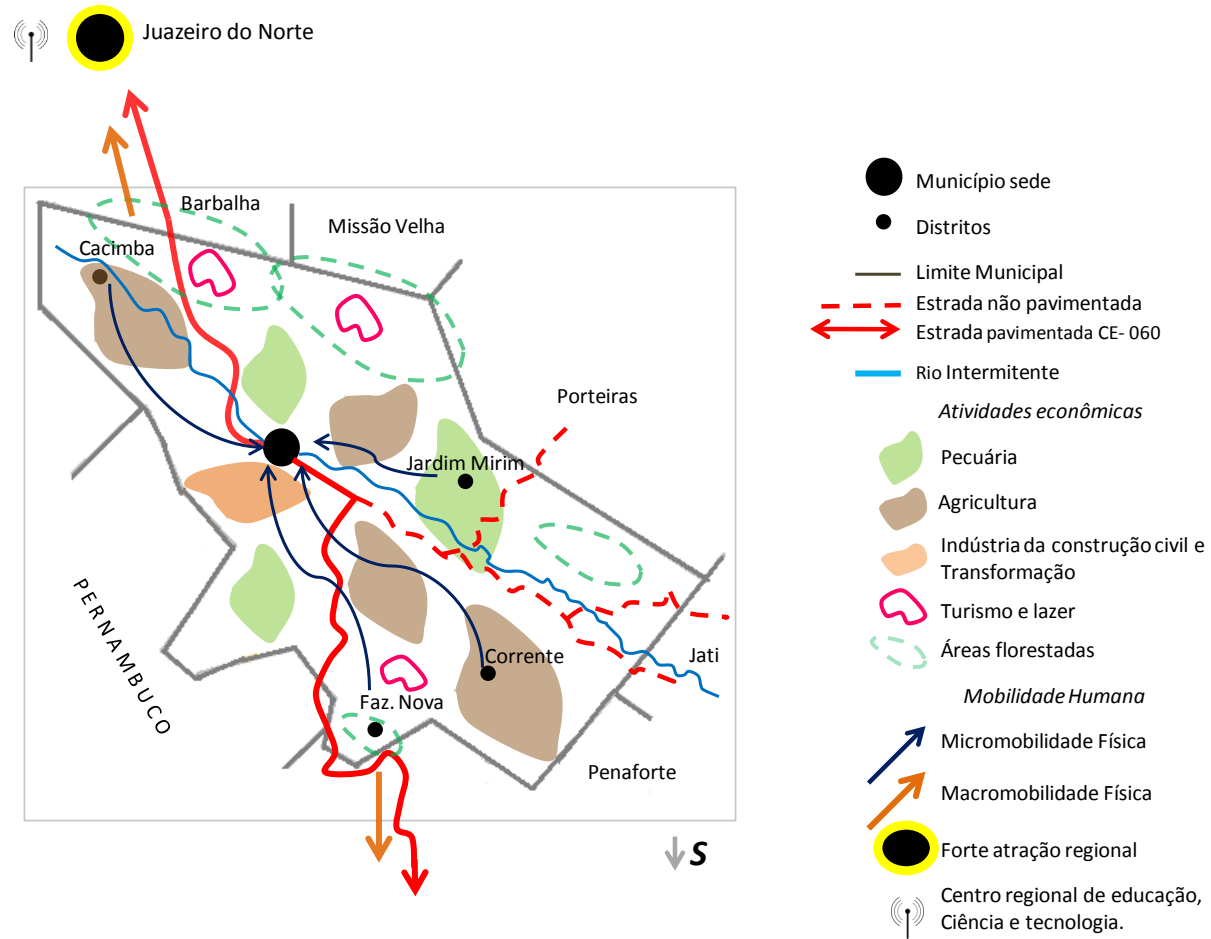 Juazeiro do Norte
Barbalha
Missão Velha
Cacimba
Porteiras
Jardim Mirim
PERNAMBUCO
Corrente
Jati
Faz. Nova
Penaforte
S
Município sede
Distritos
Limite Municipal
Estrada não pavimentada
Estrada pavimentada CE- 060
Rio Intermitente
Atividades econômicas
Pecuária
Agricultura
Indústria da construção civil e
Transformação
Turismo e lazer
Áreas florestadas
Mobilidade Humana
Micromobilidade Física
Macromobilidade Física
Forte atração regional
Centro regional de educação,
Ciência e tecnologia.